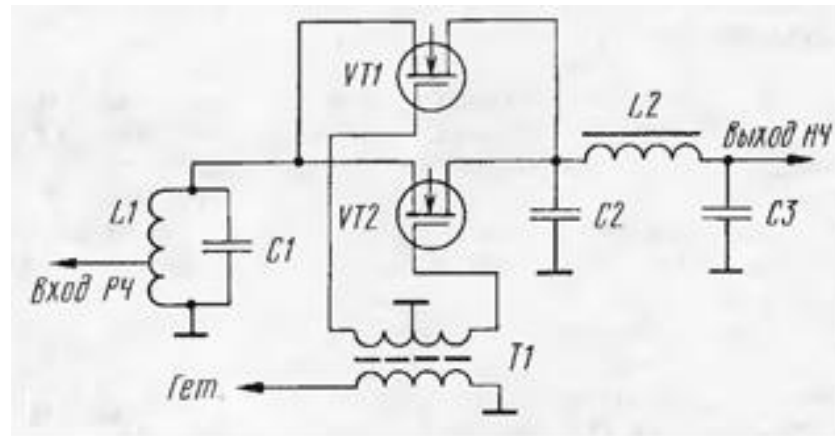 VT1
L2
Выход НЧ
L1
C1
VT2
C2
C3
Вход РЧ
T1
Гет.